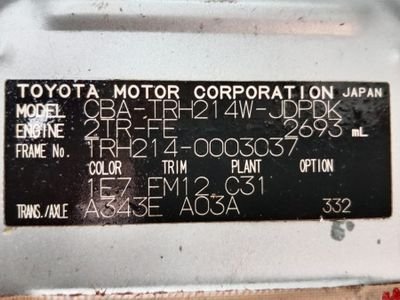 TOYOTA MOTOR CORPORATION JAPAN
MODEL CBA-TRH214W-JDPDK
ENGINE 2TR-FE 2693 mL
FRAME No. TRH214-0003037
COLOR TRIM PLANT OPTION
1E7 FM12 C31
TRANS./AXLE A343E A03A 332